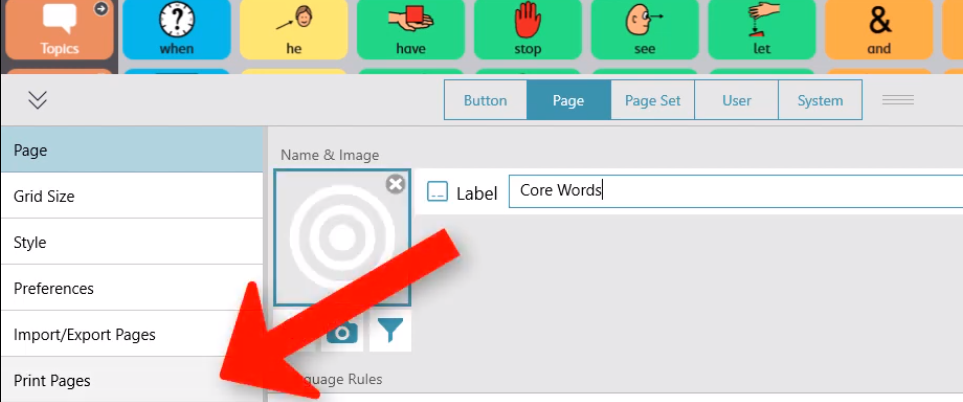 Topics when he have stop see let and
Button Page Page Set User System
Page
Name & Image
Label Core Words
Grid Size
Style
Preferences
Import/Export Pages
Print Pages
guage Rules